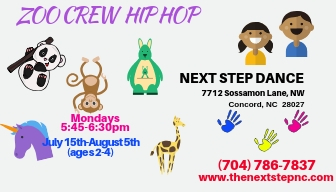 ZOO CREW HIP HOP
NEXT STEP DANCE
7712 Sossamon Lane, NW
Concord, NC 28027
Mondays
5:45-6:30pm
July 15th-August 5th
(ages 2-4)
(704) 786-7837
www.thenextstepnc.com